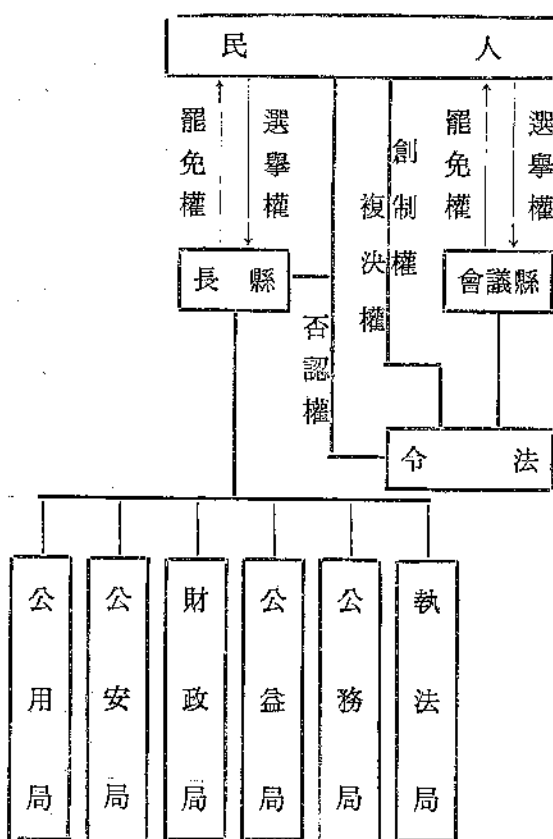 人民
選舉權
罷免權
創制權
複決權
選舉權
罷免權
縣議會
縣長
否認權
法令
執法局
公務局
公益局
財政局
公安局
公用局